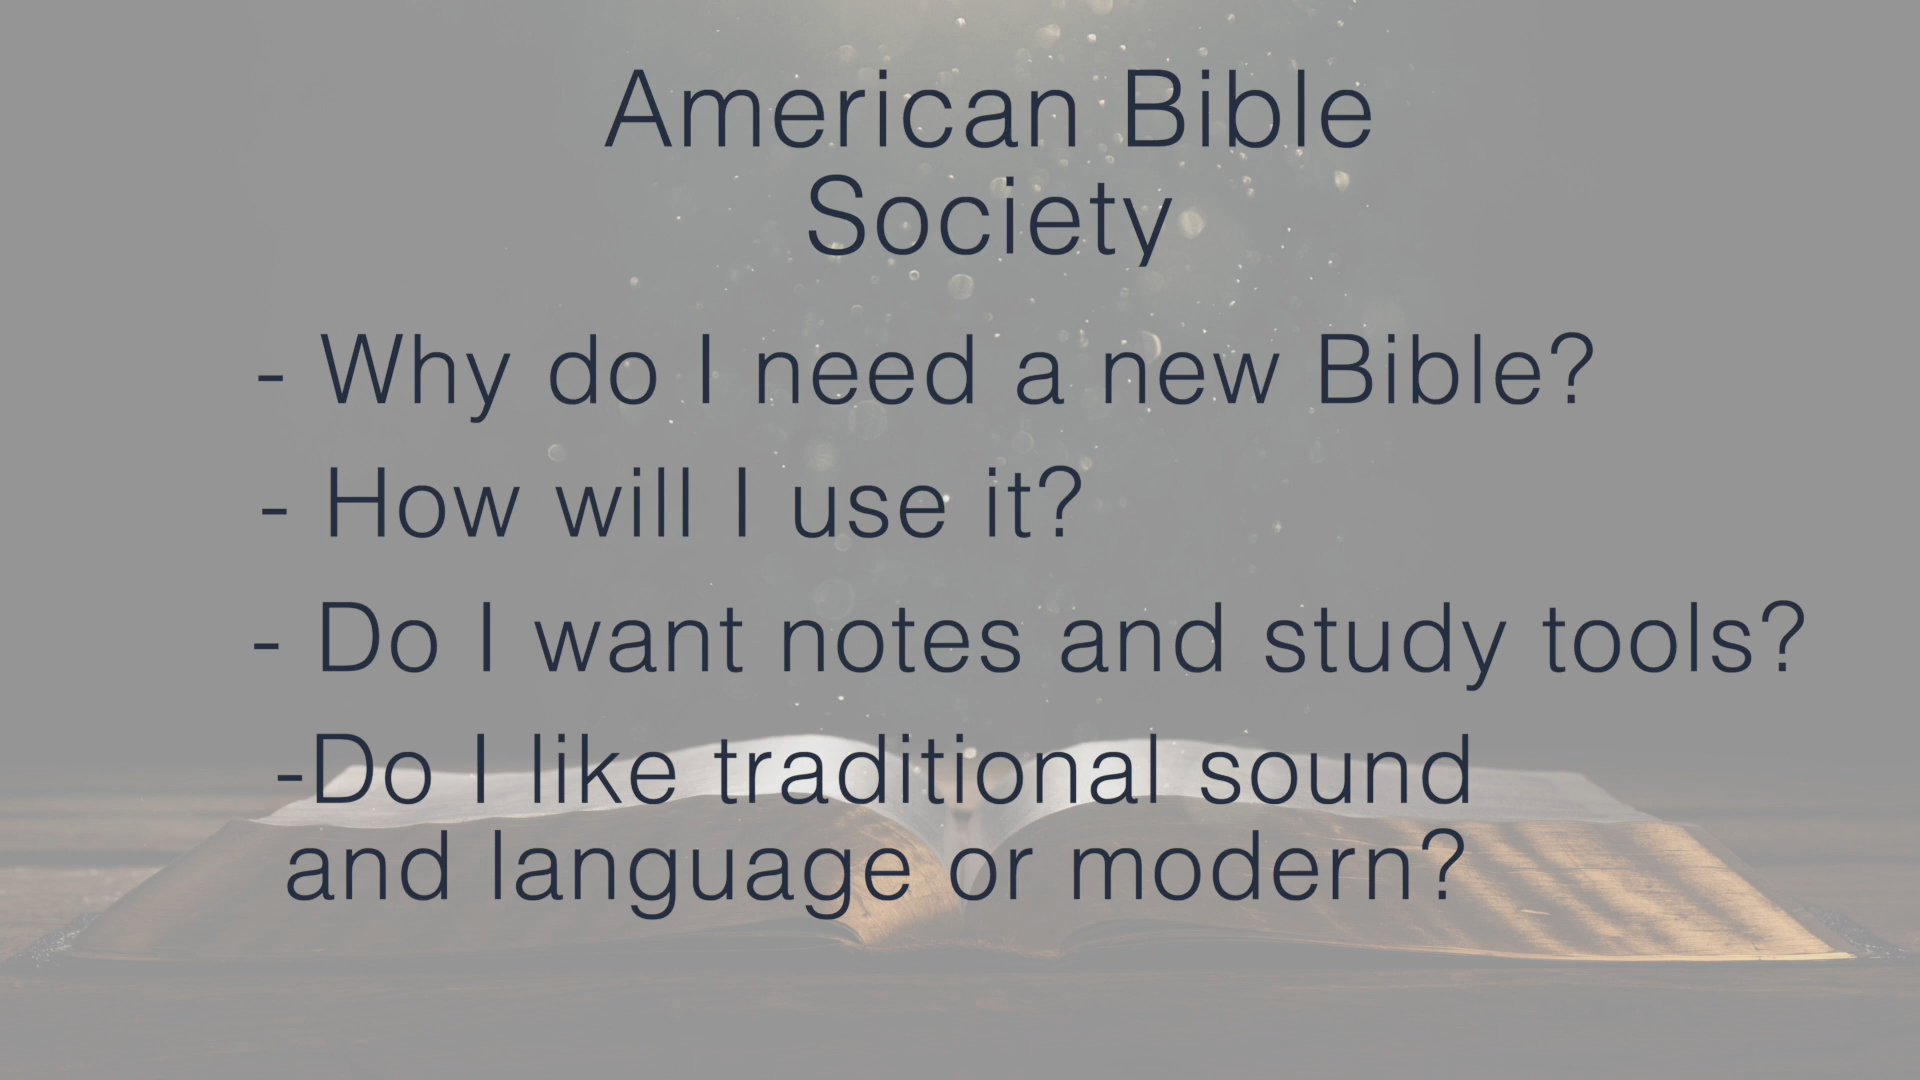 American Bible
Society
- Why do I need a new Bible?
- How will I use it?
- Do I want notes and study tools?
-Do I like traditional sound
and language or modern?